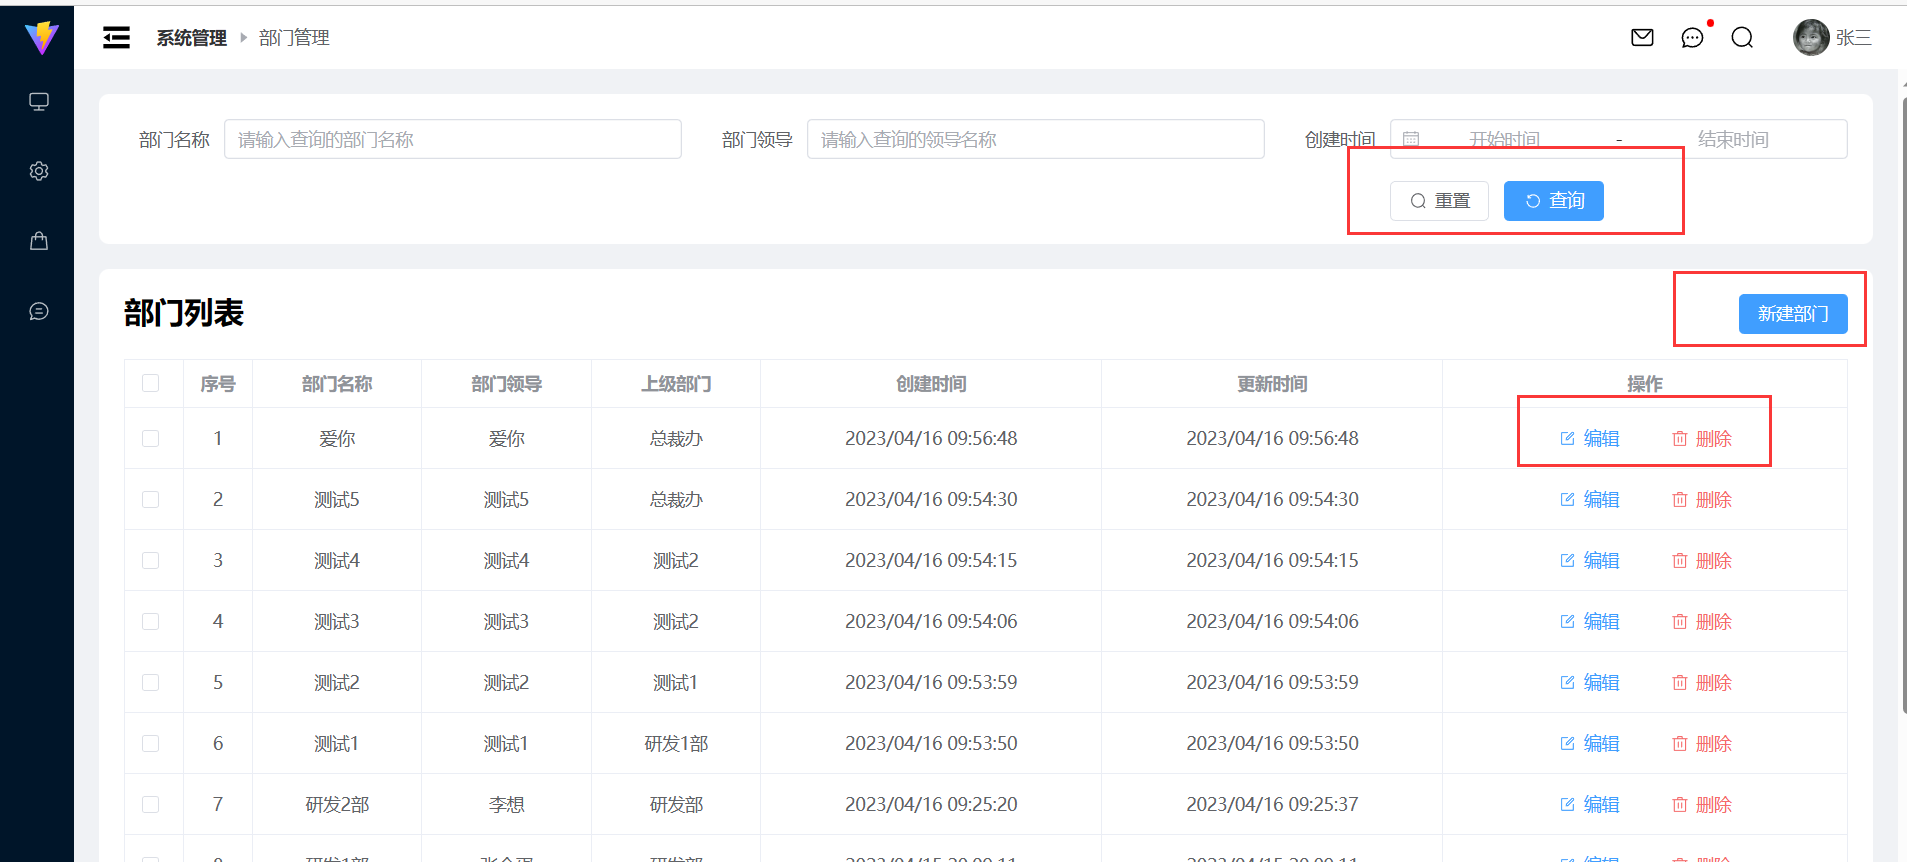 系统管理 部门管理
张三
部门名称 请输入查询的部门名称 部门领导 请输入查询的领导名称 创建时间 开始时间 - 结束时间
重置 查询
部门列表 新建部门
序号 部门名称 部门领导 上级部门 创建时间 更新时间 操作
1 爱你 爱你 总裁办 2023/04/16 09:56:48 2023/04/16 09:56:48 编辑 删除
2 测试5 测试5 总裁办 2023/04/16 09:54:30 2023/04/16 09:54:30 编辑 删除
3 测试4 测试4 测试2 2023/04/16 09:54:15 2023/04/16 09:54:15 编辑 删除
4 测试3 测试3 测试2 2023/04/16 09:54:06 2023/04/16 09:54:06 编辑 删除
5 测试2 测试2 测试1 2023/04/16 09:53:59 2023/04/16 09:53:59 编辑 删除
6 测试1 测试1 研发1部 2023/04/16 09:53:50 2023/04/16 09:53:50 编辑 删除
7 研发2部 李想 研发部 2023/04/16 09:25:20 2023/04/16 09:25:37 编辑 删除